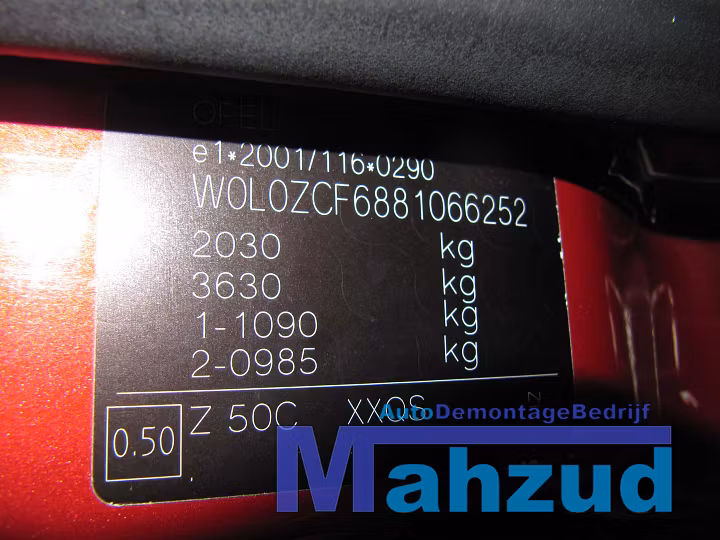 OPEL
e1*2001/116*0290
W0L0ZCF6881066252
2030 kg
3630 kg
1-1090 kg
2-0985 kg
0.50 Z 50C XXQS
AutoDemontageBedrijf
Mahzud